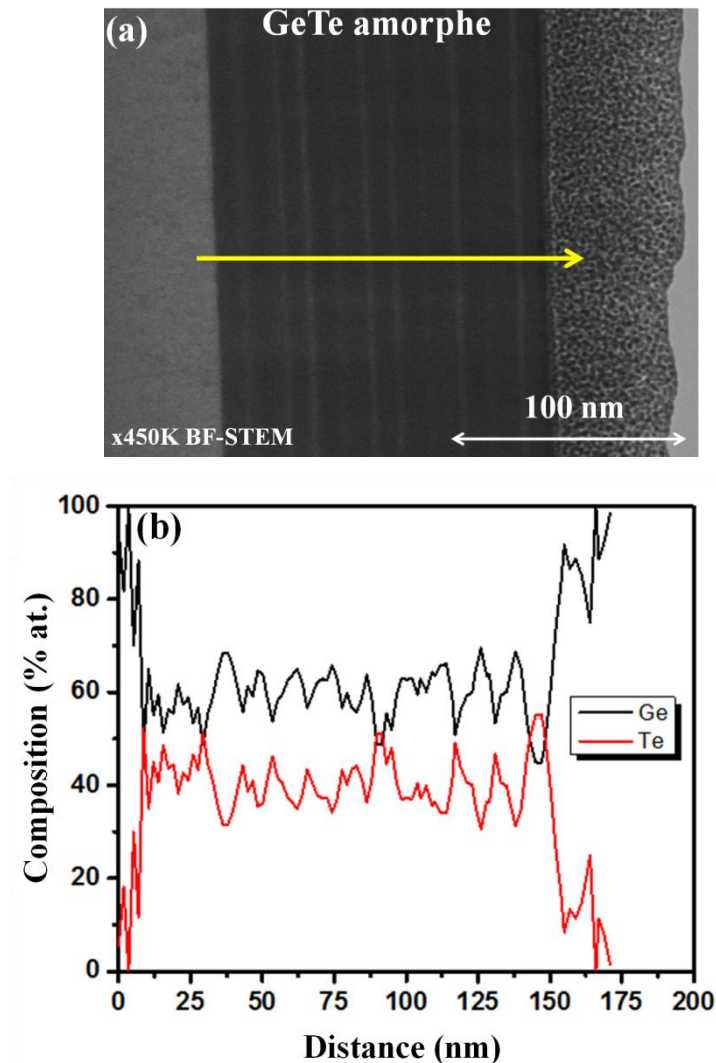 (a)
GeTe amorphe
100 nm
x450K BF-STEM
(b)
100
80
60
40
20
0
Composition (% at.)
Ge
Te
0 25 50 75 100 125 150 175 200
Distance (nm)